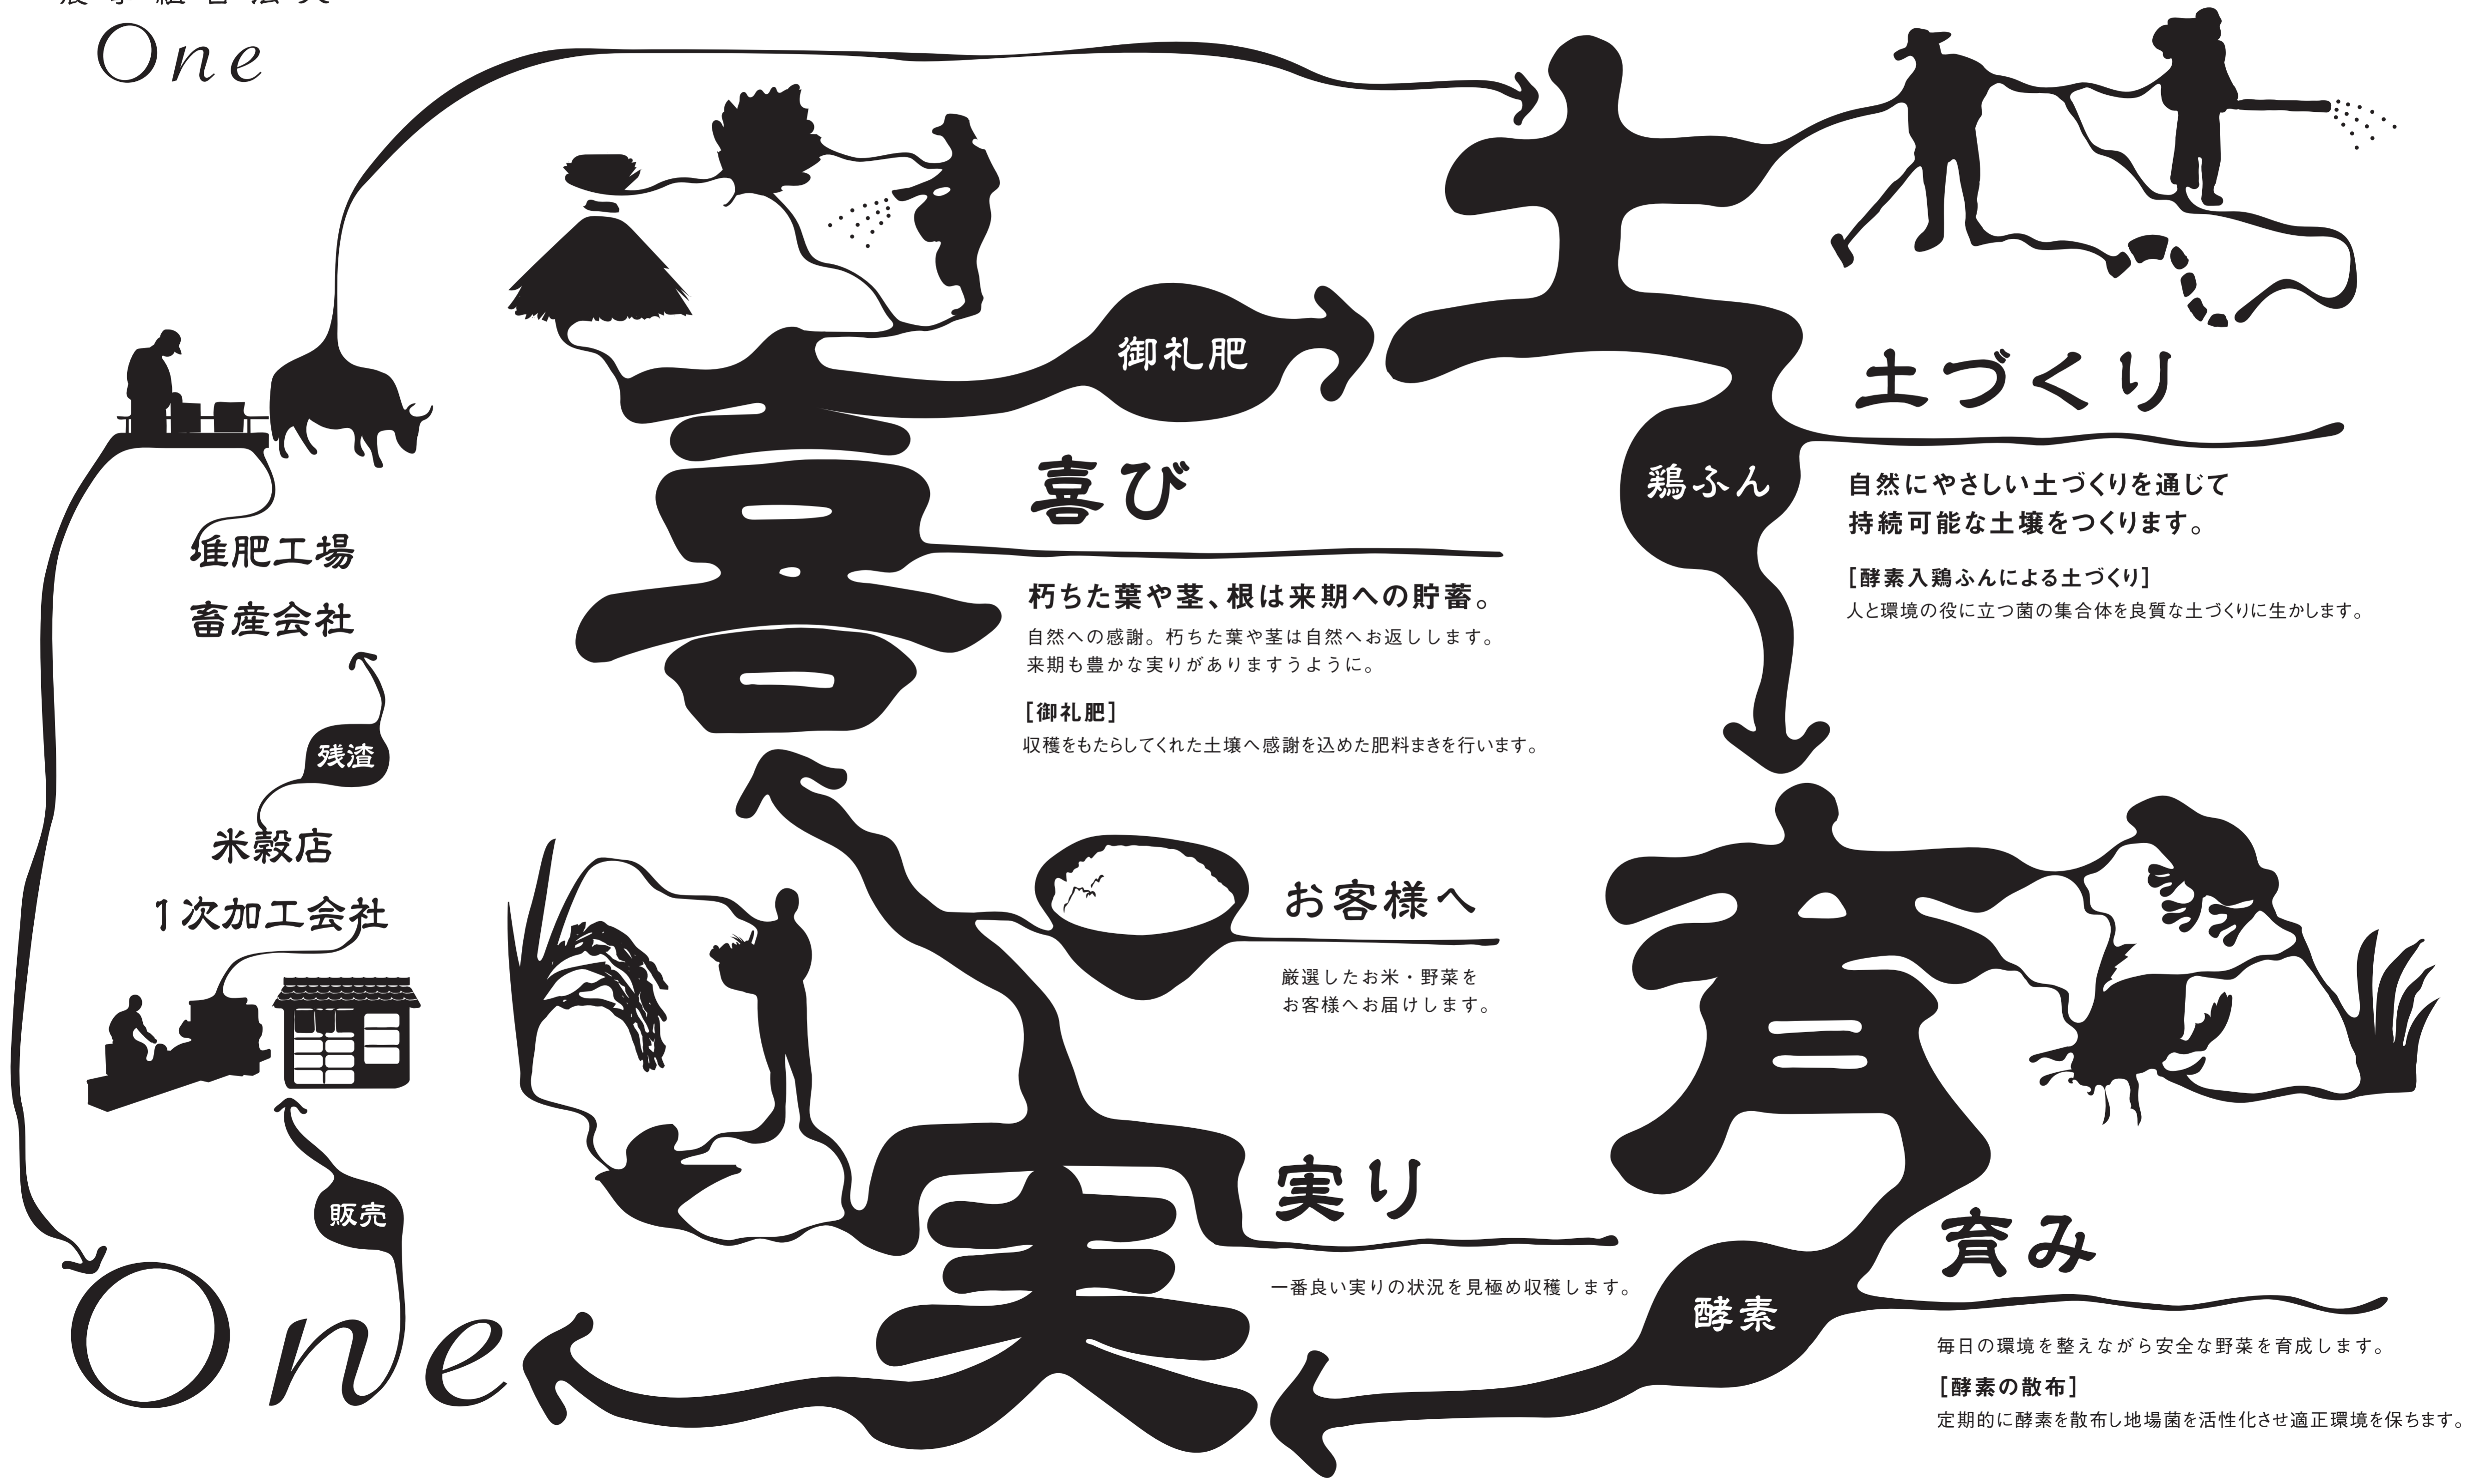 One
土
御礼肥
土づくり
鶏ふん
自然にやさしい土づくりを通じて
持続可能な土壌をつくります。
[酵素入鶏ふんによる土づくり]
人と環境の役に立つ菌の集合体を良質な土づくりに生かします。
喜
喜び
朽ちた葉や茎、根は来期への貯蓄。
自然への感謝。朽ちた葉や茎は自然へお返しします。
来期も豊かな実りがありますうように。
[御礼肥]
収穫をもたらしてくれた土壌へ感謝を込めた肥料まきを行います。
堆肥工場
畜産会社
残渣
米穀店
1次加工会社
販売
One
お客様へ
厳選したお米・野菜を
お客様へお届けします。
実
実り
一番良い実りの状況を見極め収穫します。
育
育み
酵素
毎日の環境を整えながら安全な野菜を育成します。
[酵素の散布]
定期的に酵素を散布し地場菌を活性化させ適正環境を保ちます。